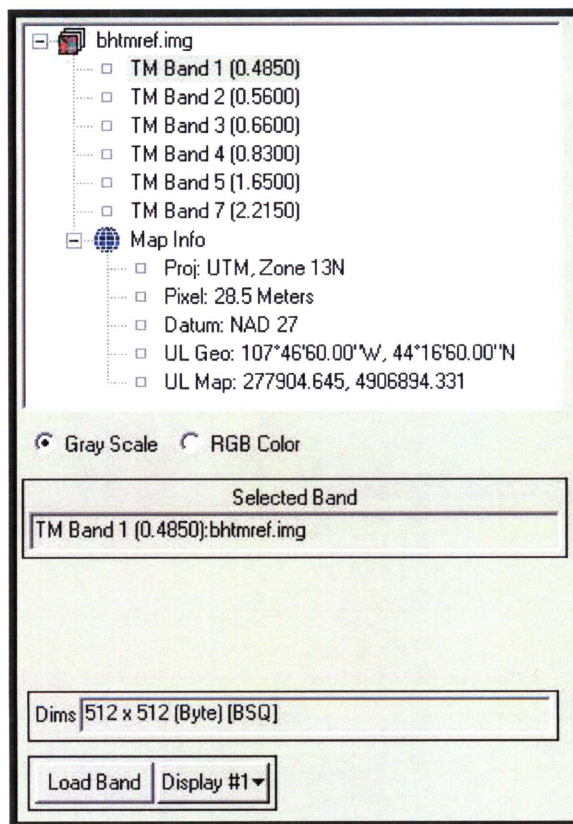 bhtmref.img
TM Band 1 (0.4850)
TM Band 2 (0.5600)
TM Band 3 (0.6600)
TM Band 4 (0.8300)
TM Band 5 (1.6500)
TM Band 7 (2.2150)
Map Info
Proj: UTM, Zone 13N
Pixel: 28.5 Meters
Datum: NAD 27
UL Geo: 107°46'60.00"W, 44°16'60.00"N
UL Map: 277904.645, 4906894.331
Gray Scale RGB Color
Selected Band
TM Band 1 (0.4850):bhtmref.img
Dims 512 x 512 (Byte) [BSQ]
Load Band Display #1